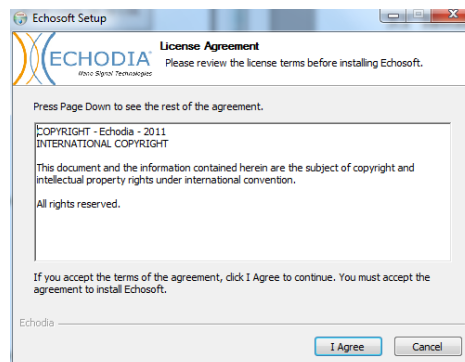 Echosoft Setup
ECHODIA
Nano Signal Technologies
License Agreement
Please review the license terms before installing Echosoft.
Press Page Down to see the rest of the agreement.
COPYRIGHT - Echodia - 2011
INTERNATIONAL COPYRIGHT
This document and the information contained herein are the subject of copyright and
intellectual property rights under international convention.
All rights reserved.
If you accept the terms of the agreement, click I Agree to continue. You must accept the
agreement to install Echosoft.
Echodia
I Agree
Cancel